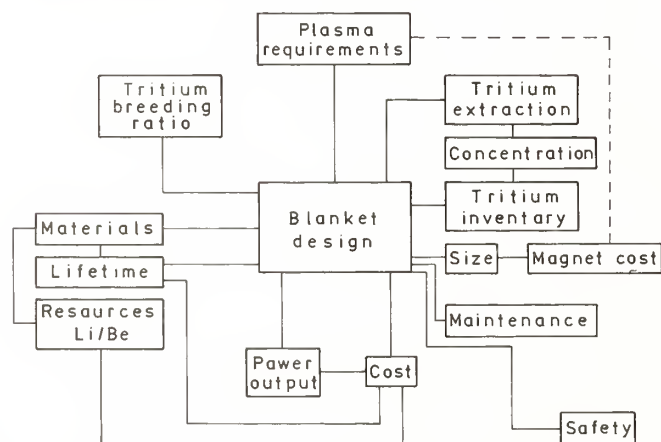 Plasma
requirements
Tritium
breeding
ratio
Tritium
extraction
Concentration
Tritium
inventary
Blanket
design
Materials
Lifetime
Resaurces
Li/Be
Size
Magnet cost
Maintenance
Pawer
output
Cost
Safety